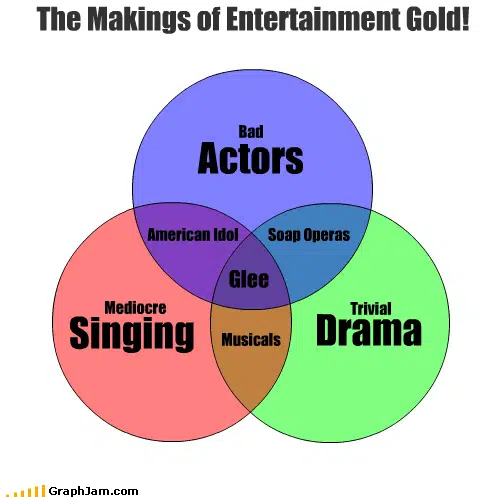 The Makings of Entertainment Gold!
Bad
Actors
American Idol
Soap Operas
Glee
Mediocre
Singing
Trivial
Drama
Musicals
GraphJam.com